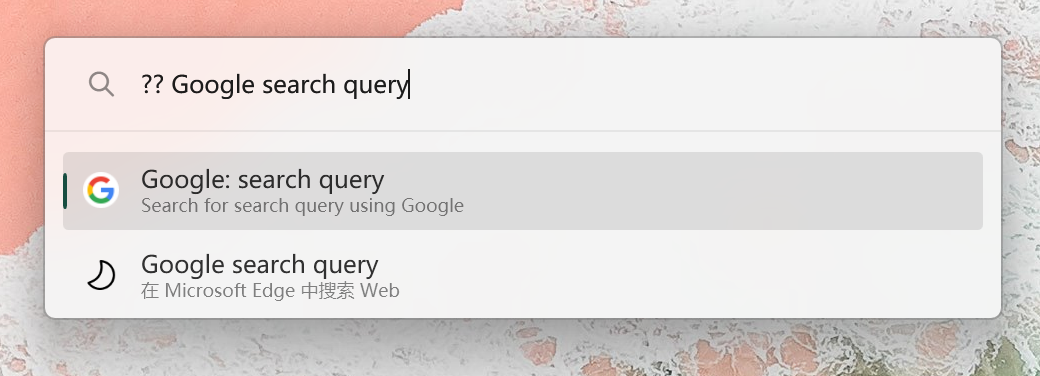 ?? Google search query
Google: search query
Search for search query using Google
Google search query
在 Microsoft Edge 中搜索 Web